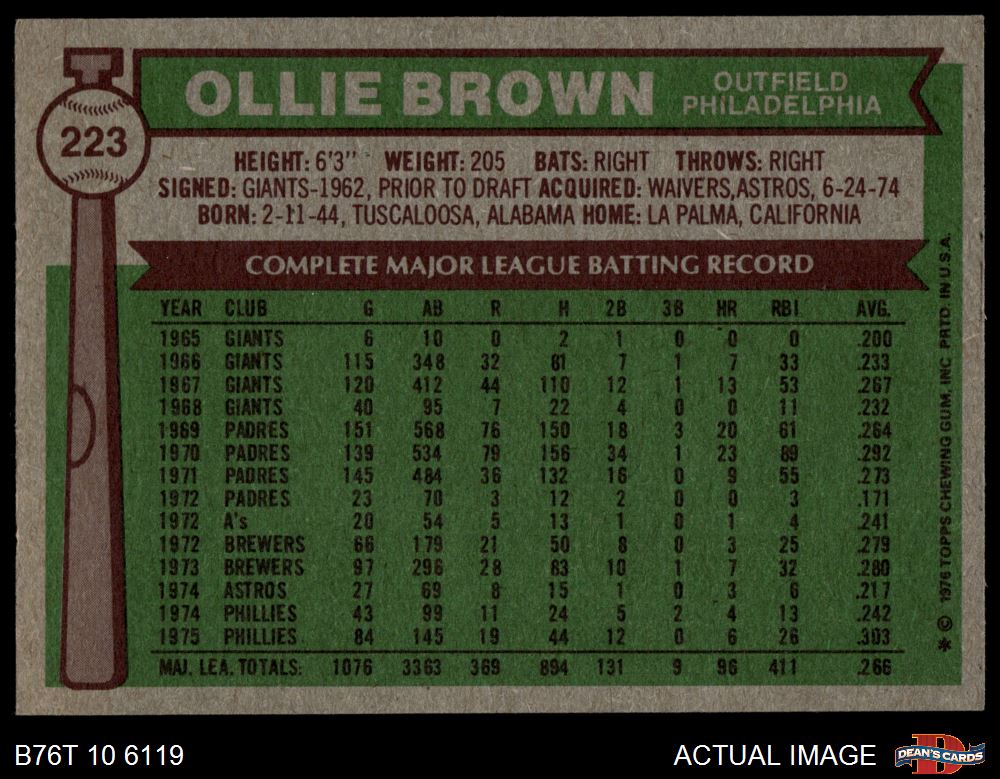 OLLIE BROWN
OUTFIELD
PHILADELPHIA
223
HEIGHT: 6'3" WEIGHT: 205 BATS: RIGHT THROWS: RIGHT
SIGNED: GIANTS-1962, PRIOR TO DRAFT ACQUIRED: WAIVERS,ASTROS, 6-24-74
BORN: 2-11-44, TUSCALOOSA, ALABAMA HOME: LA PALMA, CALIFORNIA
COMPLETE MAJOR LEAGUE BATTING RECORD
YEAR CLUB G AB R H 2B 3B HR RBI AVG.
1965 GIANTS 6 10 0 2 1 0 0 0 .200
1966 GIANTS 115 348 32 81 7 1 7 33 .233
1967 GIANTS 120 412 44 110 12 1 13 53 .267
1968 GIANTS 40 95 7 22 4 0 0 11 .232
1969 PADRES 151 568 76 150 18 3 20 61 .264
1970 PADRES 139 534 79 156 34 1 23 89 .292
1971 PADRES 145 484 36 132 16 0 9 55 .273
1972 PADRES 23 70 3 12 2 0 0 3 .171
1972 A's 20 54 5 13 1 0 1 4 .241
1972 BREWERS 66 179 21 50 8 0 3 25 .279
1973 BREWERS 97 296 28 83 10 1 7 32 .280
1974 ASTROS 27 69 8 15 1 0 3 6 .217
1974 PHILLIES 43 99 11 24 5 2 4 13 .242
1975 PHILLIES 84 145 19 44 12 0 6 26 .303
MAJ. LEA. TOTALS: 1076 3363 369 894 131 9 96 411 .266
* © 1976 TOPPS CHEWING GUM, INC. PRTD. IN U.S.A.
B76T 10 6119
ACTUAL IMAGE
DEAN'S CARDS